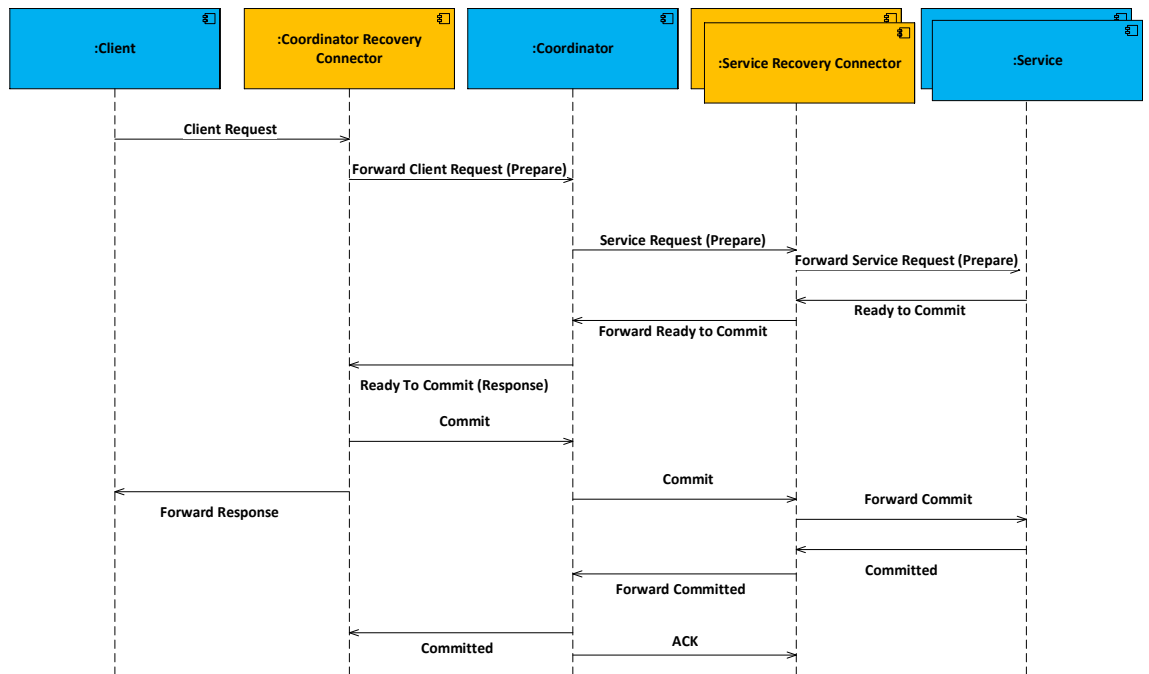 :Client
:Coordinator Recovery
Connector
:Coordinator
:Service Recovery Connector
:Service
Client Request
Forward Client Request (Prepare)
Service Request (Prepare)
Forward Service Request (Prepare)
Ready to Commit
Forward Ready to Commit
Ready To Commit (Response)
Commit
Commit
Forward Commit
Forward Response
Committed
Forward Committed
Committed
ACK